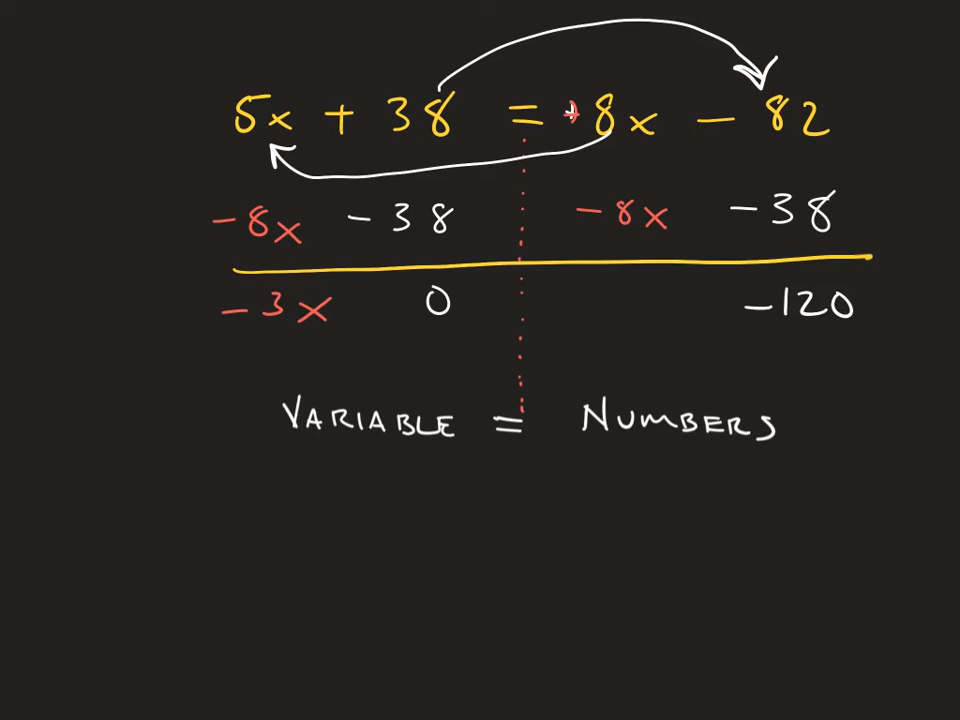 5x + 38 = +8x - 82
-8x -38 -8x -38
-3x 0 -120
VARIABLE = NUMBERS